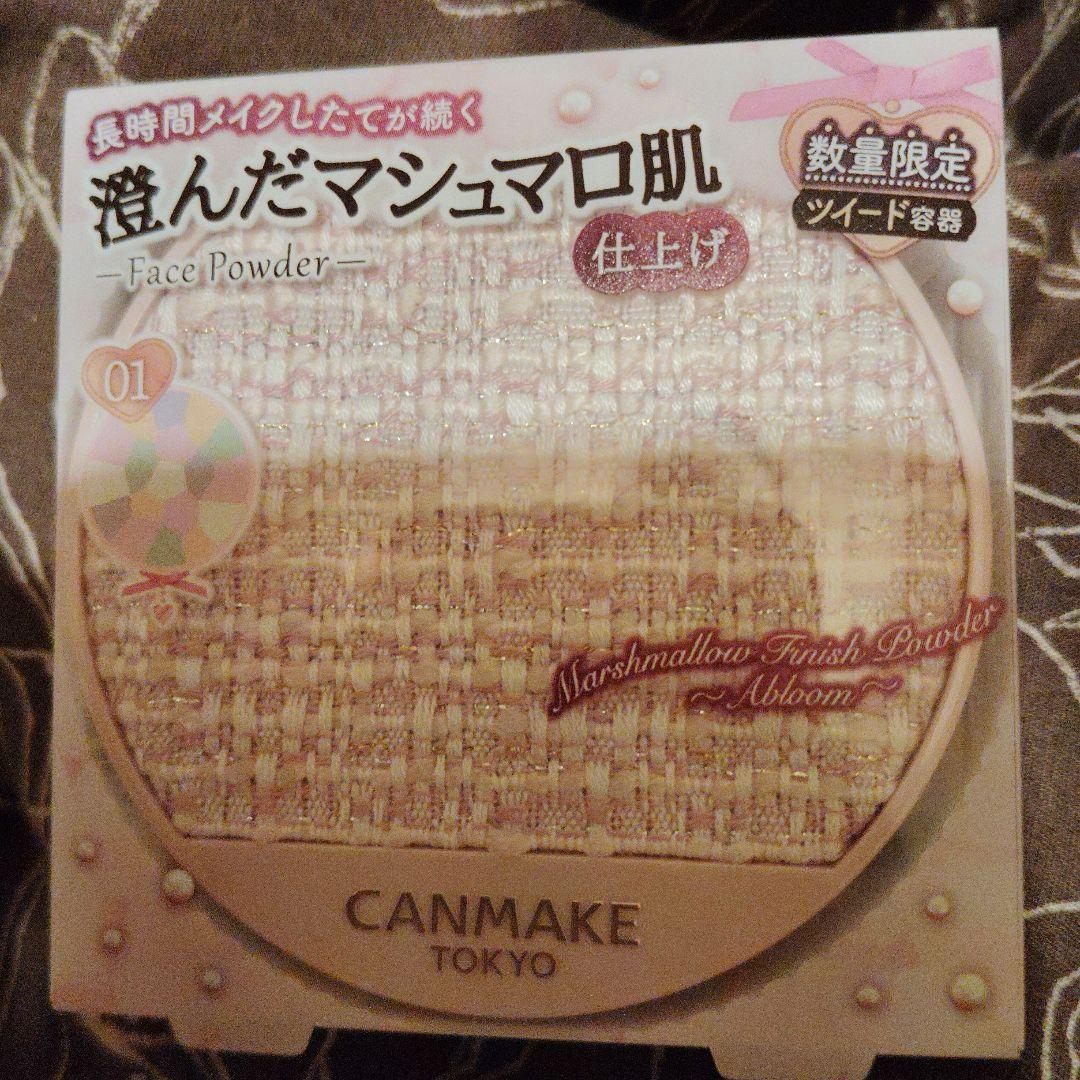 長時間メイクしたてが続く
澄んだマシュマロ肌
仕上げ
-Face Powder-
数量限定
ツイード容器
01
Marshmallow Finish Powder
~Abloom~
CANMAKE
TOKYO